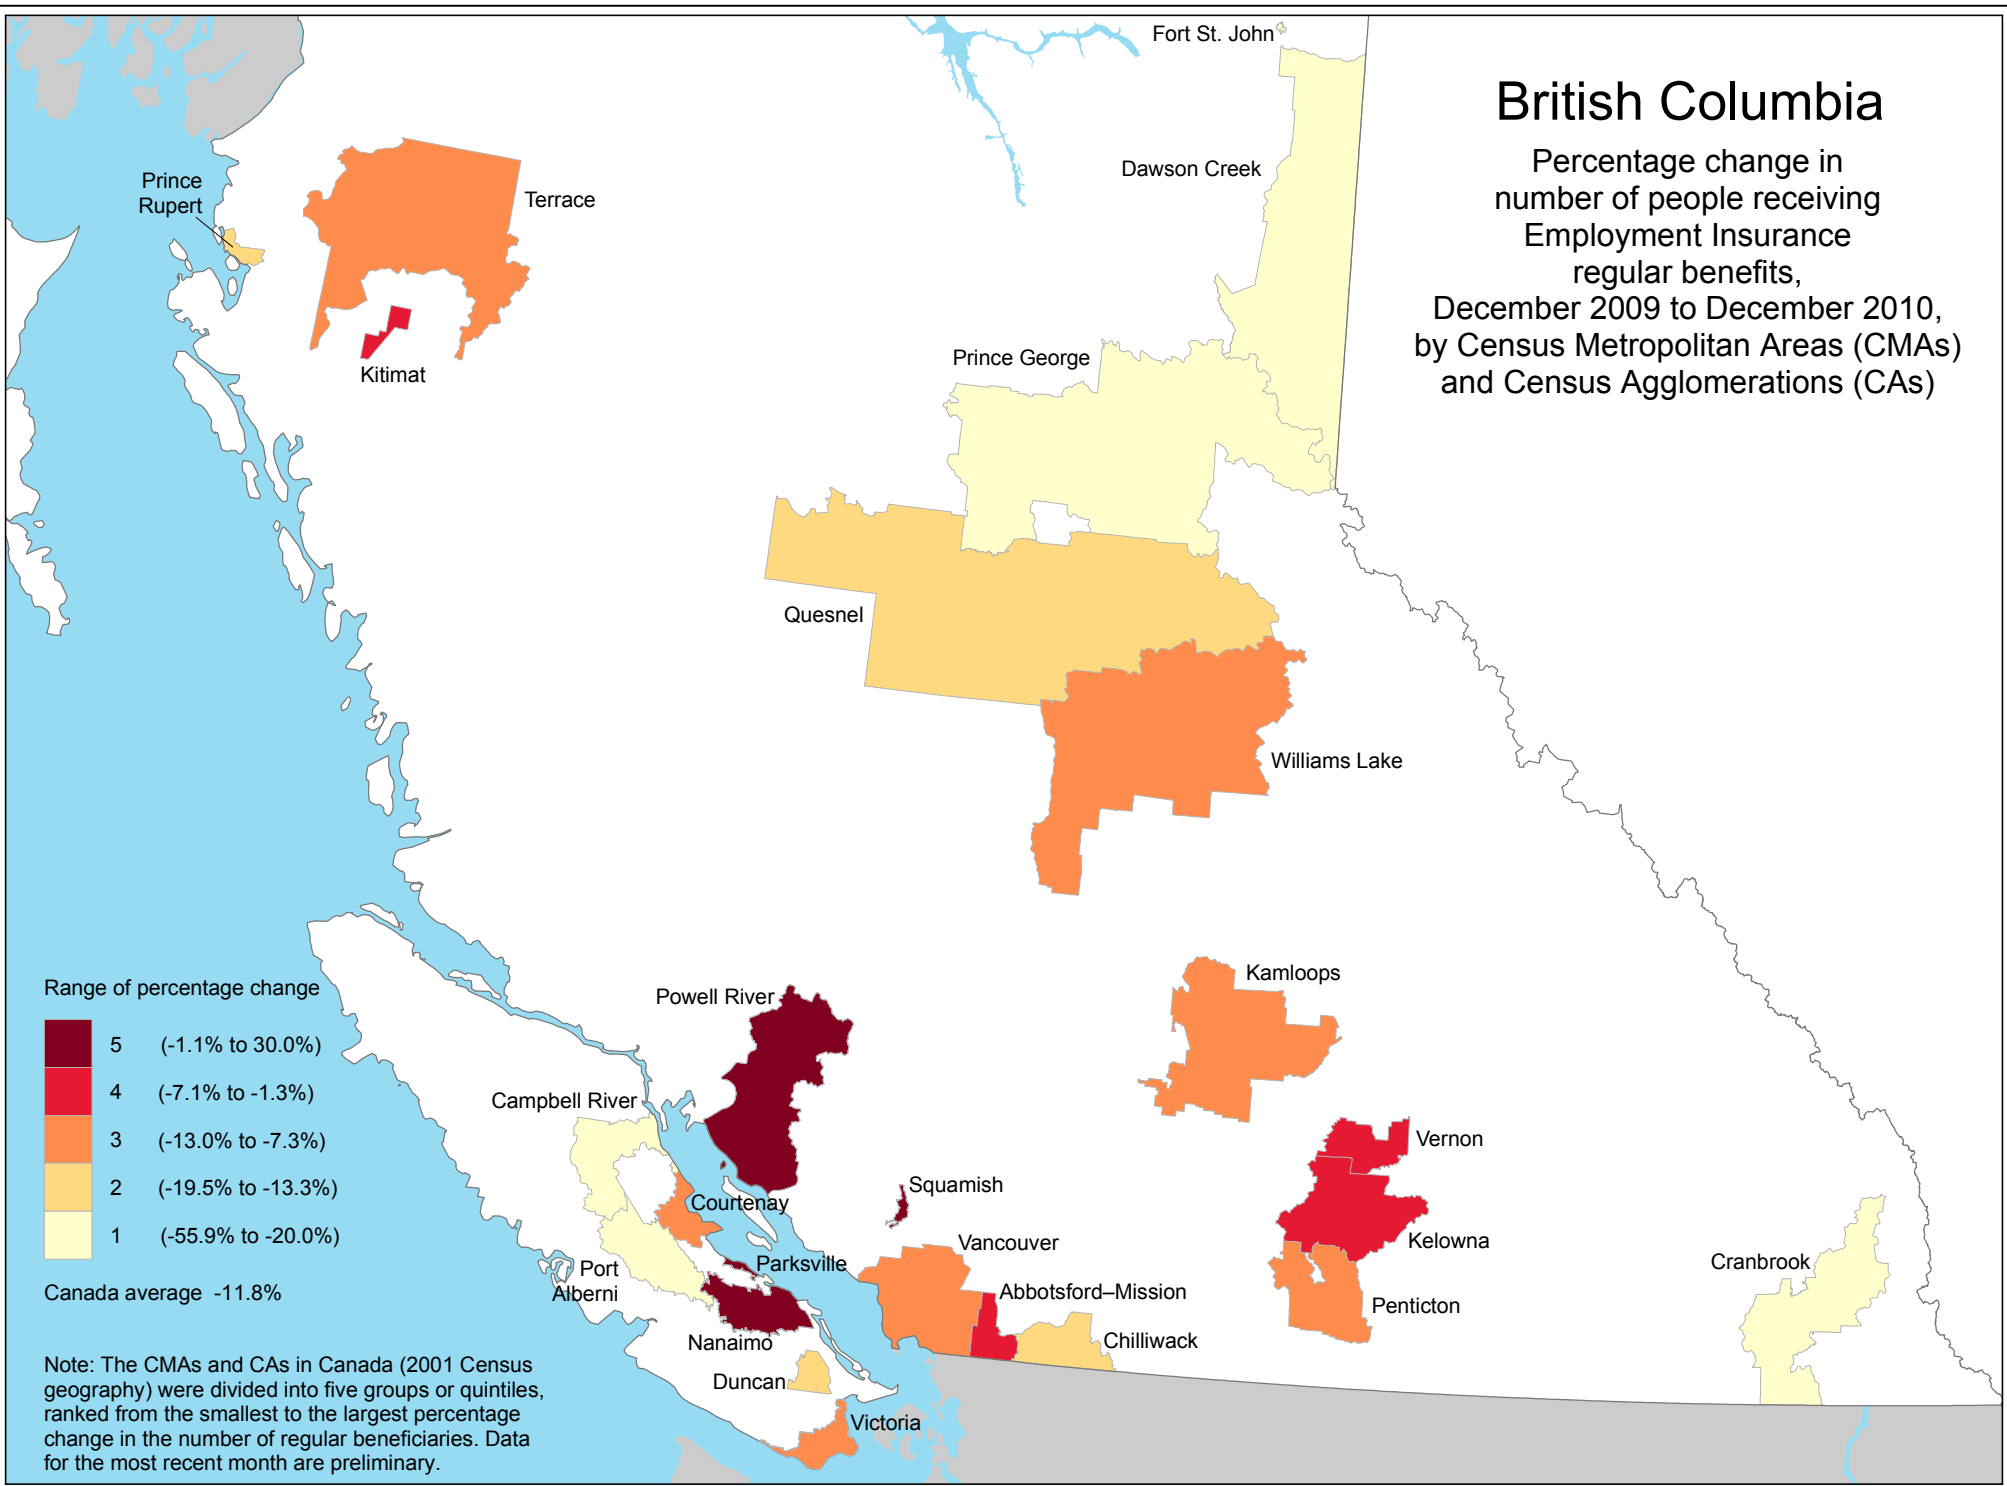 British Columbia
Percentage change in
number of people receiving
Employment Insurance
regular benefits,
December 2009 to December 2010,
by Census Metropolitan Areas (CMAs)
and Census Agglomerations (CAs)
Fort St. John
Dawson Creek
Prince
Rupert
Terrace
Kitimat
Prince George
Quesnel
Williams Lake
Kamloops
Powell River
Campbell River
Vernon
Squamish
Courtenay
Vancouver
Kelowna
Cranbrook
Parksville
Port
Alberni
Abbotsford–Mission
Penticton
Nanaimo
Chilliwack
Duncan
Victoria
Range of percentage change
5 (-1.1% to 30.0%)
4 (-7.1% to -1.3%)
3 (-13.0% to -7.3%)
2 (-19.5% to -13.3%)
1 (-55.9% to -20.0%)
Canada average -11.8%
Note: The CMAs and CAs in Canada (2001 Census
geography) were divided into five groups or quintiles,
ranked from the smallest to the largest percentage
change in the number of regular beneficiaries. Data
for the most recent month are preliminary.